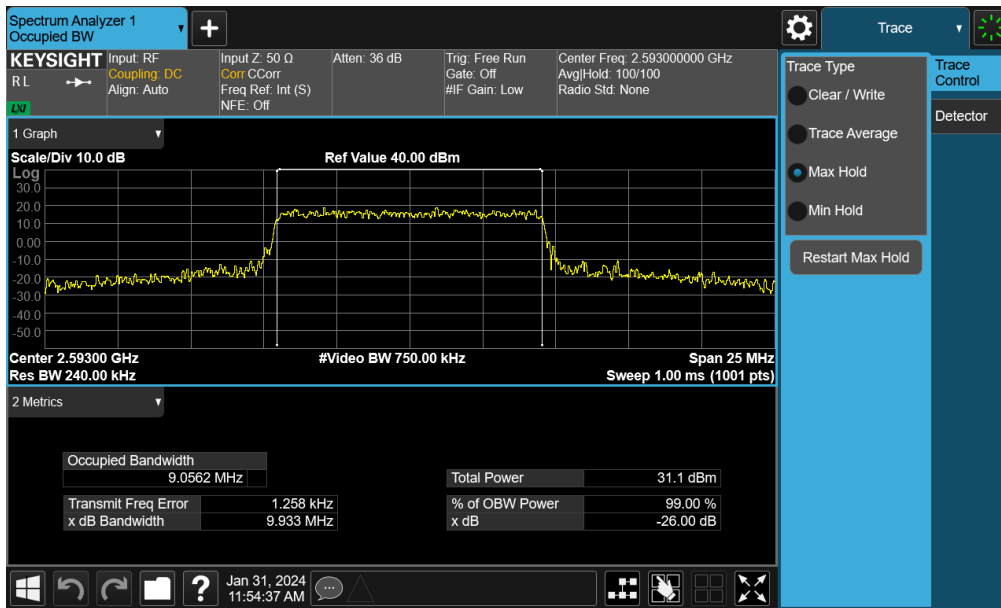 Spectrum Analyzer 1
Occupied BW
Trace
KEYSIGHT
R L
LXI
Input: RF
Coupling: DC
Align: Auto
Input Z: 50 Ω
Corr CCorr
Freq Ref: Int (S)
NFE: Off
Atten: 36 dB
Trig: Free Run
Gate: Off
#IF Gain: Low
Center Freq: 2.593000000 GHz
Avg|Hold: 100/100
Radio Std: None
Trace Type
Clear / Write
Trace Average
Max Hold
Min Hold
Restart Max Hold
Trace
Control
Detector
1 Graph
Scale/Div 10.0 dB
Ref Value 40.00 dBm
Log
30.0
20.0
10.0
0.00
-10.0
-20.0
-30.0
-40.0
-50.0
Center 2.59300 GHz
#Video BW 750.00 kHz
Span 25 MHz
Res BW 240.00 kHz
Sweep 1.00 ms (1001 pts)
2 Metrics
Occupied Bandwidth
9.0562 MHz
Total Power 31.1 dBm
Transmit Freq Error 1.258 kHz
% of OBW Power 99.00 %
x dB Bandwidth 9.933 MHz
x dB -26.00 dB
?
Jan 31, 2024
11:54:37 AM